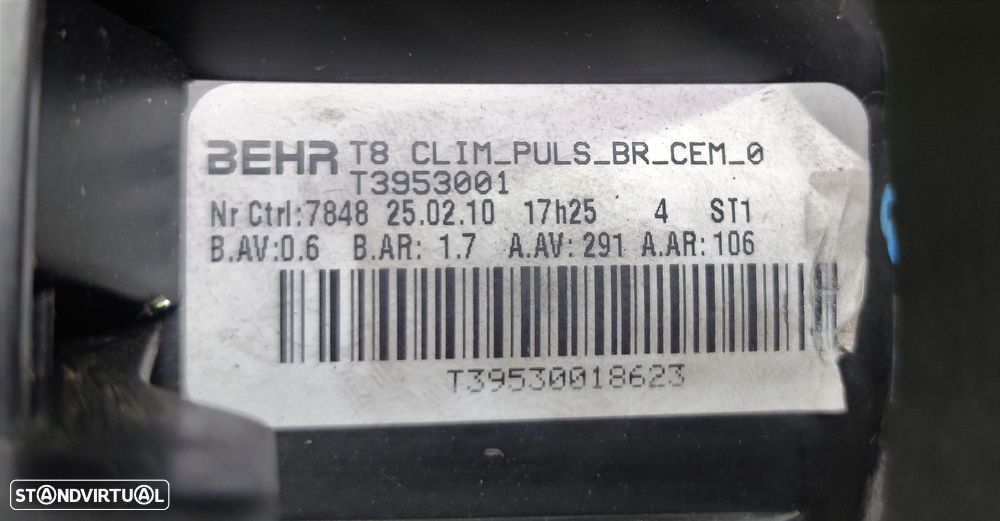 BEHR T8 CLIM_PULS_BR_CEM_0
T3953001
Nr Ctrl:7848 25.02.10 17h25 4 ST1
B.AV:0.6 B.AR: 1.7 A.AV: 291 A.AR: 106
T39530018623
STANDVIRTUAL